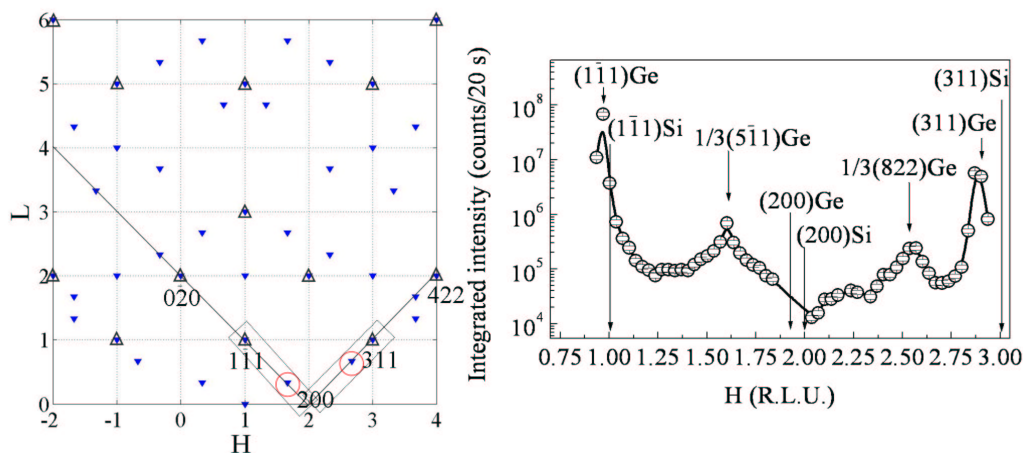 6
5
4
3
2
1
0
L
02̄0
422
11̄1
311
200
-2 -1 0 1 2 3 4
H
Integrated intensity (counts/20 s)
10⁸
10⁷
10⁶
10⁵
10⁴
(11̄1)Ge
(11̄1)Si
1/3(51̄1)Ge
(200)Ge
(200)Si
1/3(822)Ge
(311)Ge
(311)Si
0.75 1.00 1.25 1.50 1.75 2.00 2.25 2.50 2.75 3.00
H (R.L.U.)